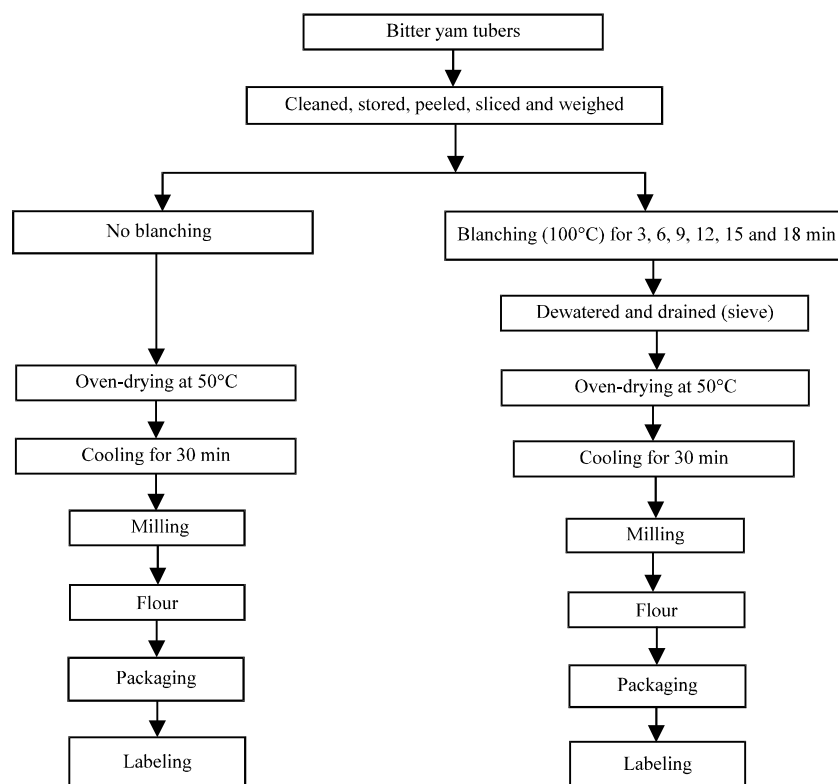 Bitter yam tubers
Cleaned, stored, peeled, sliced and weighed
No blanching
Oven-drying at 50°C
Cooling for 30 min
Milling
Flour
Packaging
Labeling
Blanching (100°C) for 3, 6, 9, 12, 15 and 18 min
Dewatered and drained (sieve)
Oven-drying at 50°C
Cooling for 30 min
Milling
Flour
Packaging
Labeling